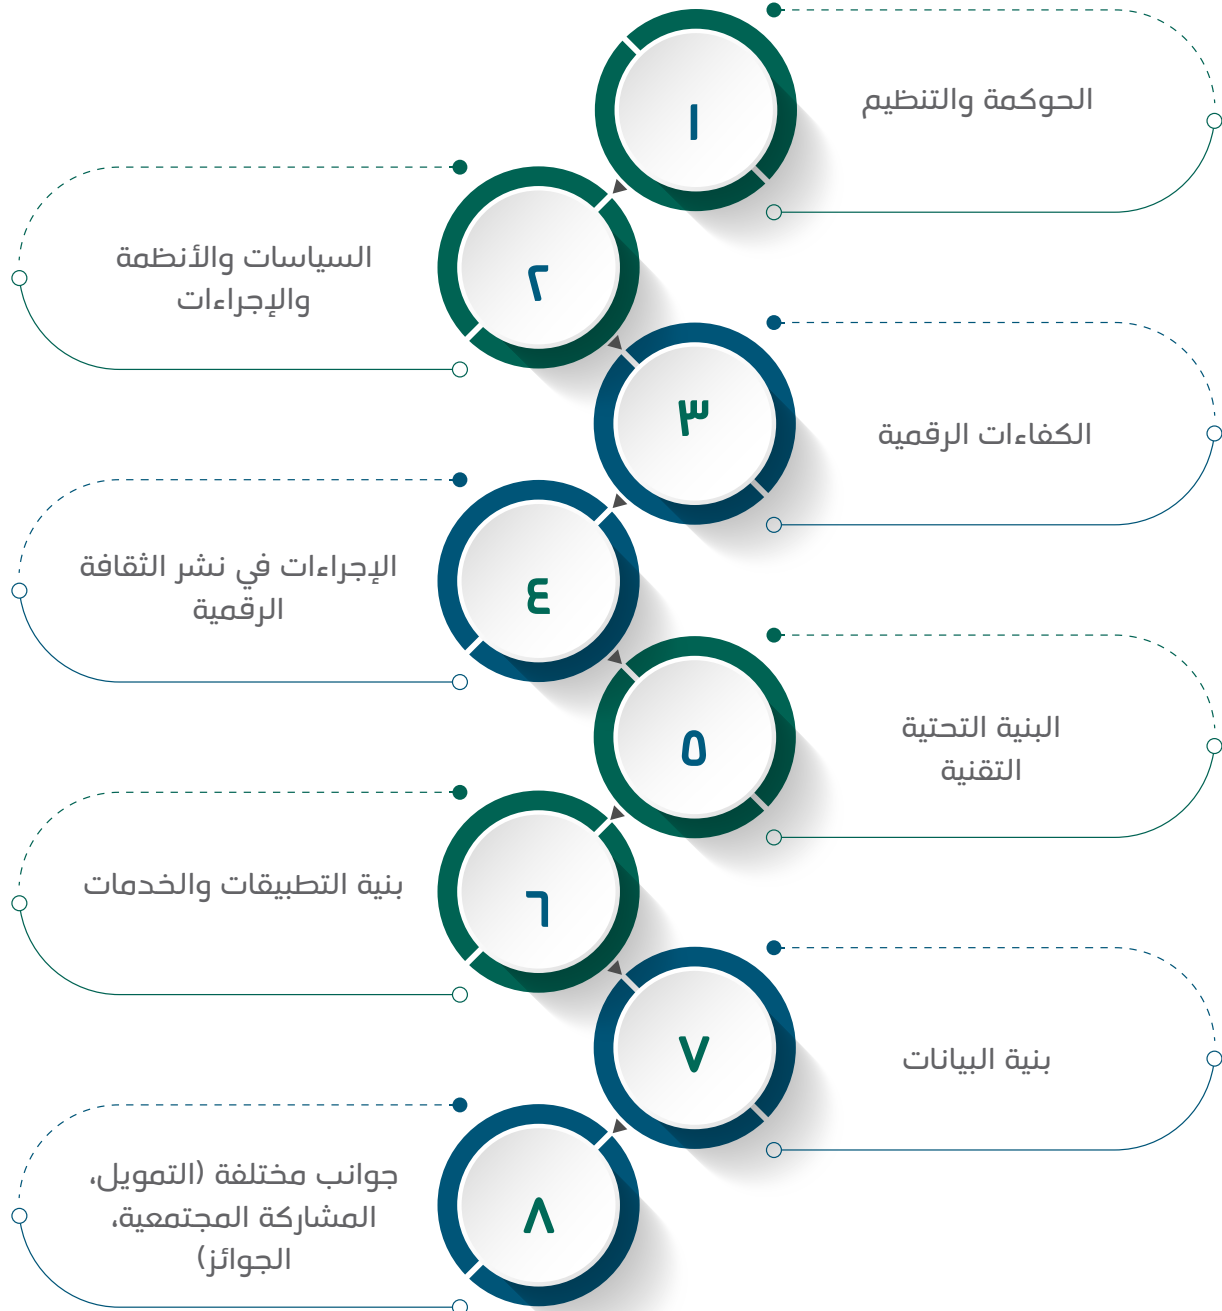 ١
الحوكمة والتنظيم
٢
السياسات والأنظمة
والإجراءات
٣
الكفاءات الرقمية
٤
الإجراءات في نشر الثقافة
الرقمية
٥
البنية التحتية
التقنية
٦
بنية التطبيقات والخدمات
٧
بنية البيانات
٨
جوانب مختلفة (التمويل،
المشاركة المجتمعية،
الجوائز)